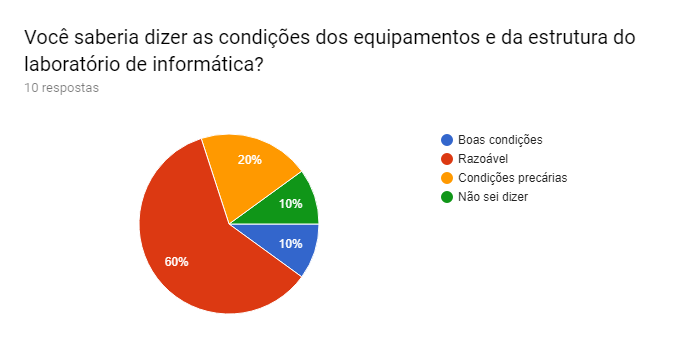 Você saberia dizer as condições dos equipamentos e da estrutura do
laboratório de informática?
10 respostas
20%
10%
10%
60%
Boas condições
Razoável
Condições precárias
Não sei dizer